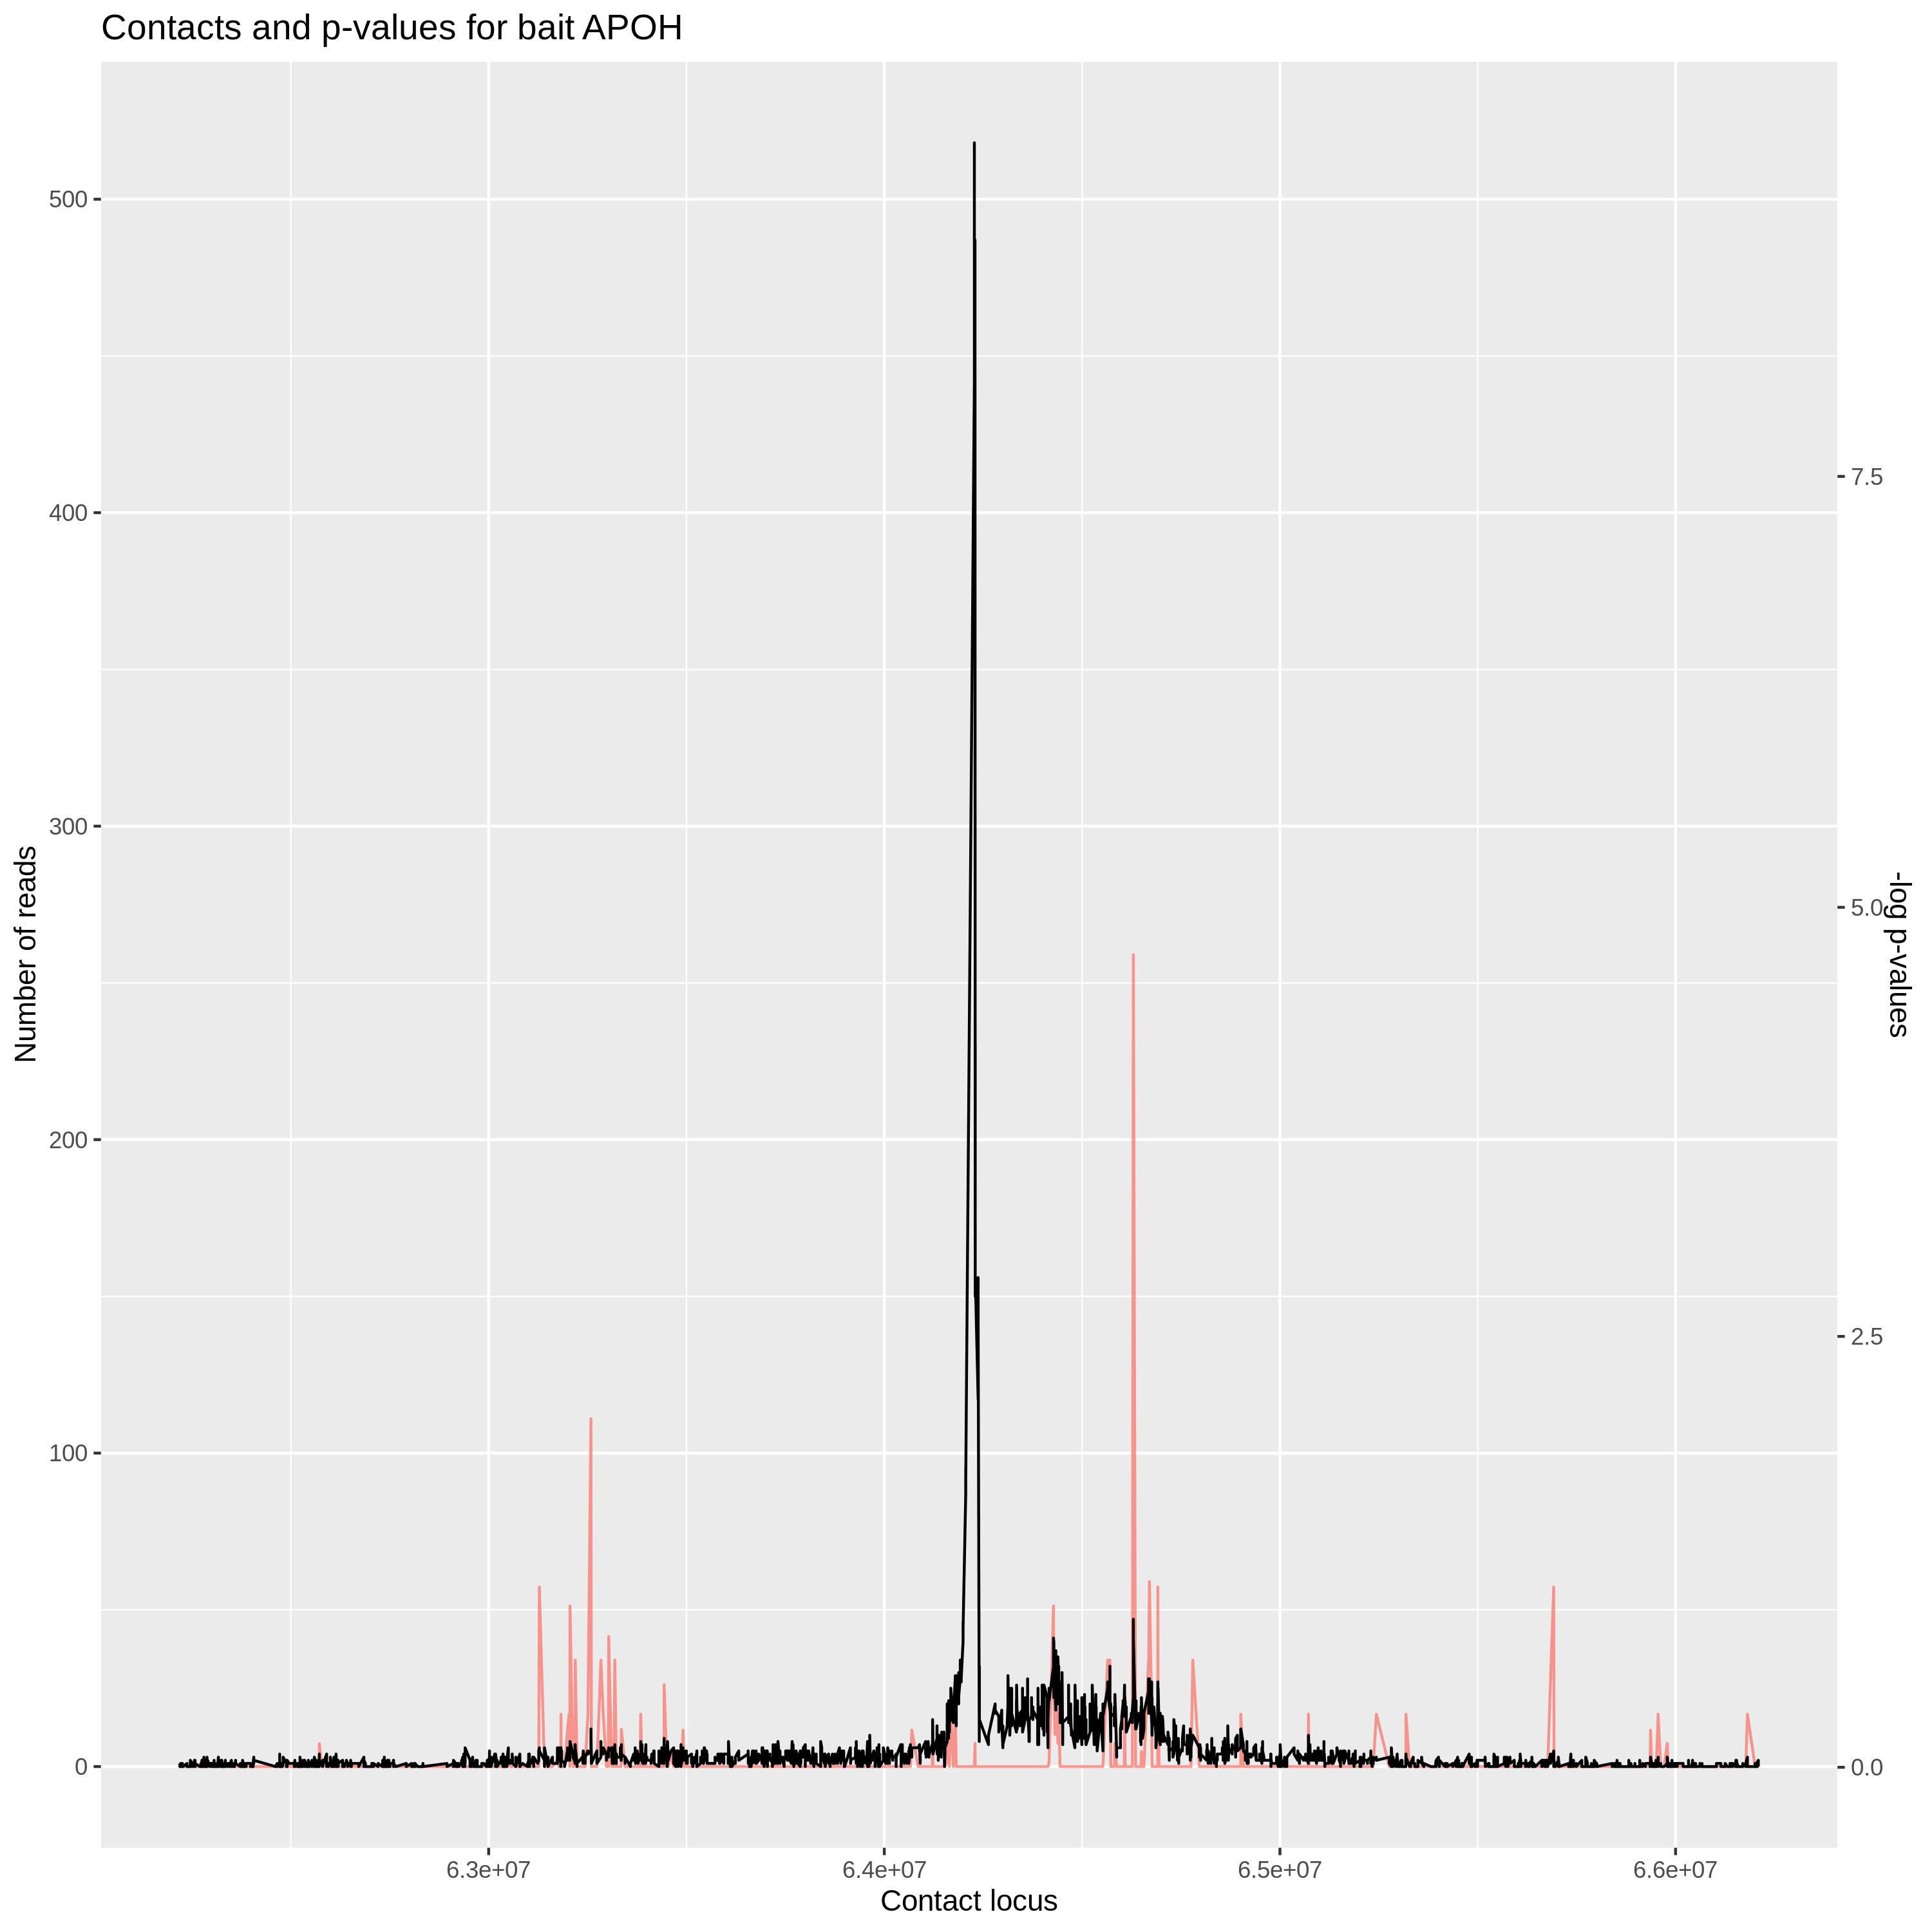 Contacts and p-values for bait APOH
500
400
300
200
100
0
Number of reads
7.5
5.0
2.5
0.0
-log p-values
6.3e+07
6.4e+07
6.5e+07
6.6e+07
Contact locus